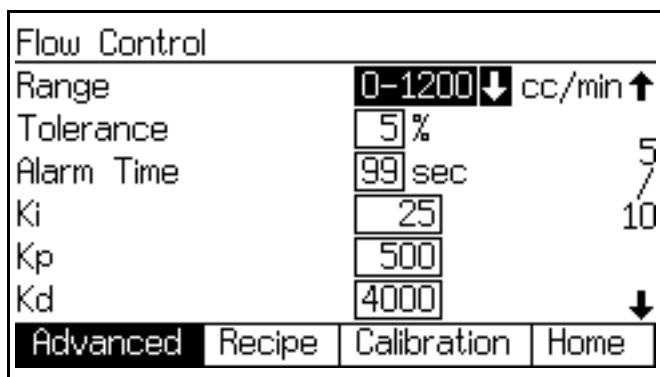 Flow Control
Range 0-1200 cc/min
Tolerance 5 %
Alarm Time 99 sec
Ki 25
Kp 500
Kd 4000
5/10
Advanced Recipe Calibration Home